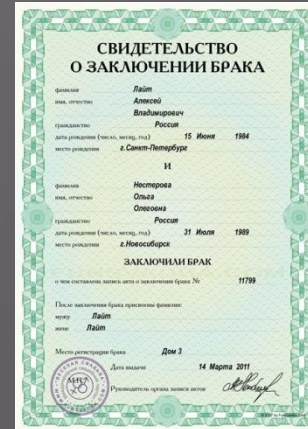 СВИДЕТЕЛЬСТВО
О ЗАКЛЮЧЕНИИ БРАКА
фамилия Лайт
имя, отчество Алексей
Владимирович
гражданство Россия
дата рождения (число, месяц, год) 15 Июня 1984
место рождения г.Санкт-Петербург
И
фамилия Нестерова
имя, отчество Ольга
Олеговна
гражданство Россия
дата рождения (число, месяц, год) 31 Июля 1989
место рождения г.Новосибирск
ЗАКЛЮЧИЛИ БРАК
о чем составлена запись акта о заключении брака № 11799
После заключения брака присвоены фамилии:
мужу Лайт
жене Лайт
Место регистрации брака Дом 3
Дата выдачи 14 Марта 2011
Руководитель органа записи актов